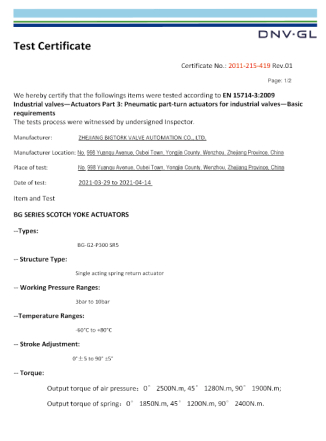 DNV·GL
Test Certificate
Certificate No.: 2011-215-419 Rev.01
Page: 1/2
We hereby certify that the followings items were tested according to EN 15714-3:2009
Industrial valves—Actuators Part 3: Pneumatic part-turn actuators for industrial valves—Basic
requirements
The tests process were witnessed by undersigned Inspector.
Manufacturer: ZHEJIANG BIGTORK VALVE AUTOMATION CO., LTD.
Manufacturer Location: No. 998 Yuanqu Avenue, Oubei Town, Yongjia County, Wenzhou, Zhejiang Province, China
Place of test: No. 998 Yuanqu Avenue, Oubei Town, Yongjia County, Wenzhou, Zhejiang Province, China
Date of test: 2021-03-29 to 2021-04-14
Item and Test
BG SERIES SCOTCH YOKE ACTUATORS
--Types:
BG-G2-P300 SR5
-- Structure Type:
Single acting spring return actuator
-- Working Pressure Ranges:
3bar to 10bar
--Temperature Ranges:
-60°C to +80°C
-- Stroke Adjustment:
0°± 5 to 90° ±5°
-- Torque:
Output torque of air pressure: 0° 2500N.m, 45° 1280N.m, 90° 1900N.m;
Output torque of spring: 0° 1850N.m, 45° 1200N.m, 90° 2400N.m.